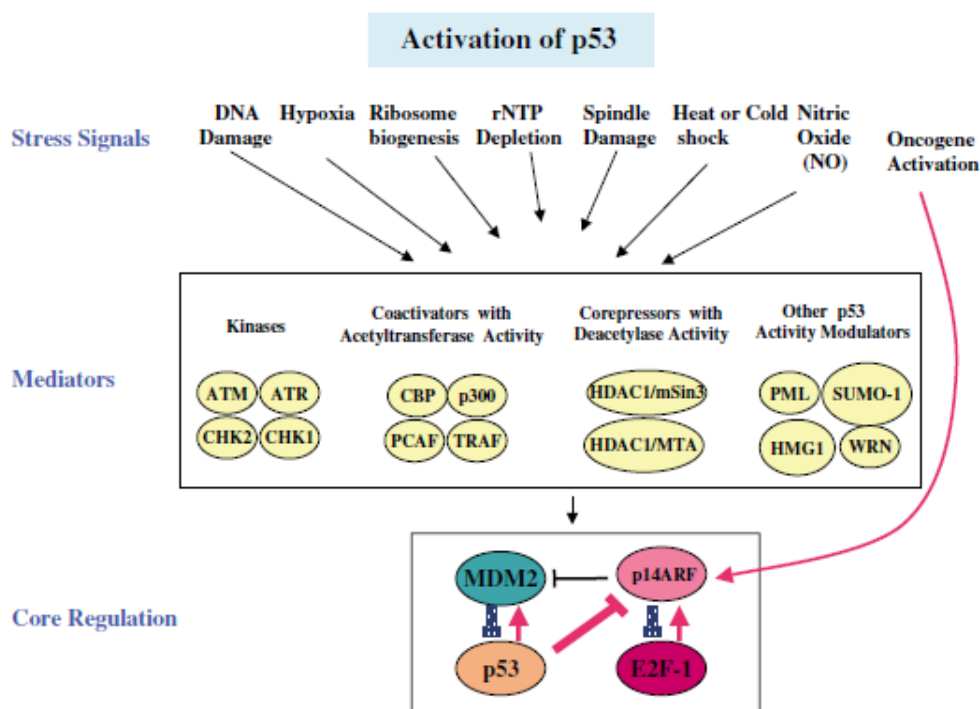 Activation of p53
Stress Signals
DNA
Damage
Hypoxia
Ribosome
biogenesis
rNTP
Depletion
Spindle
Damage
Heat or Cold
shock
Nitric
Oxide
(NO)
Oncogene
Activation
Mediators
Kinases
ATM
ATR
CHK2
CHK1
Coactivators with
Acetyltransferase Activity
CBP
p300
PCAF
TRAF
Corepressors with
Deacetylase Activity
HDAC1/mSin3
HDAC1/MTA
Other p53
Activity Modulators
PML
SUMO-1
HMG1
WRN
Core Regulation
MDM2
p14ARF
p53
E2F-1